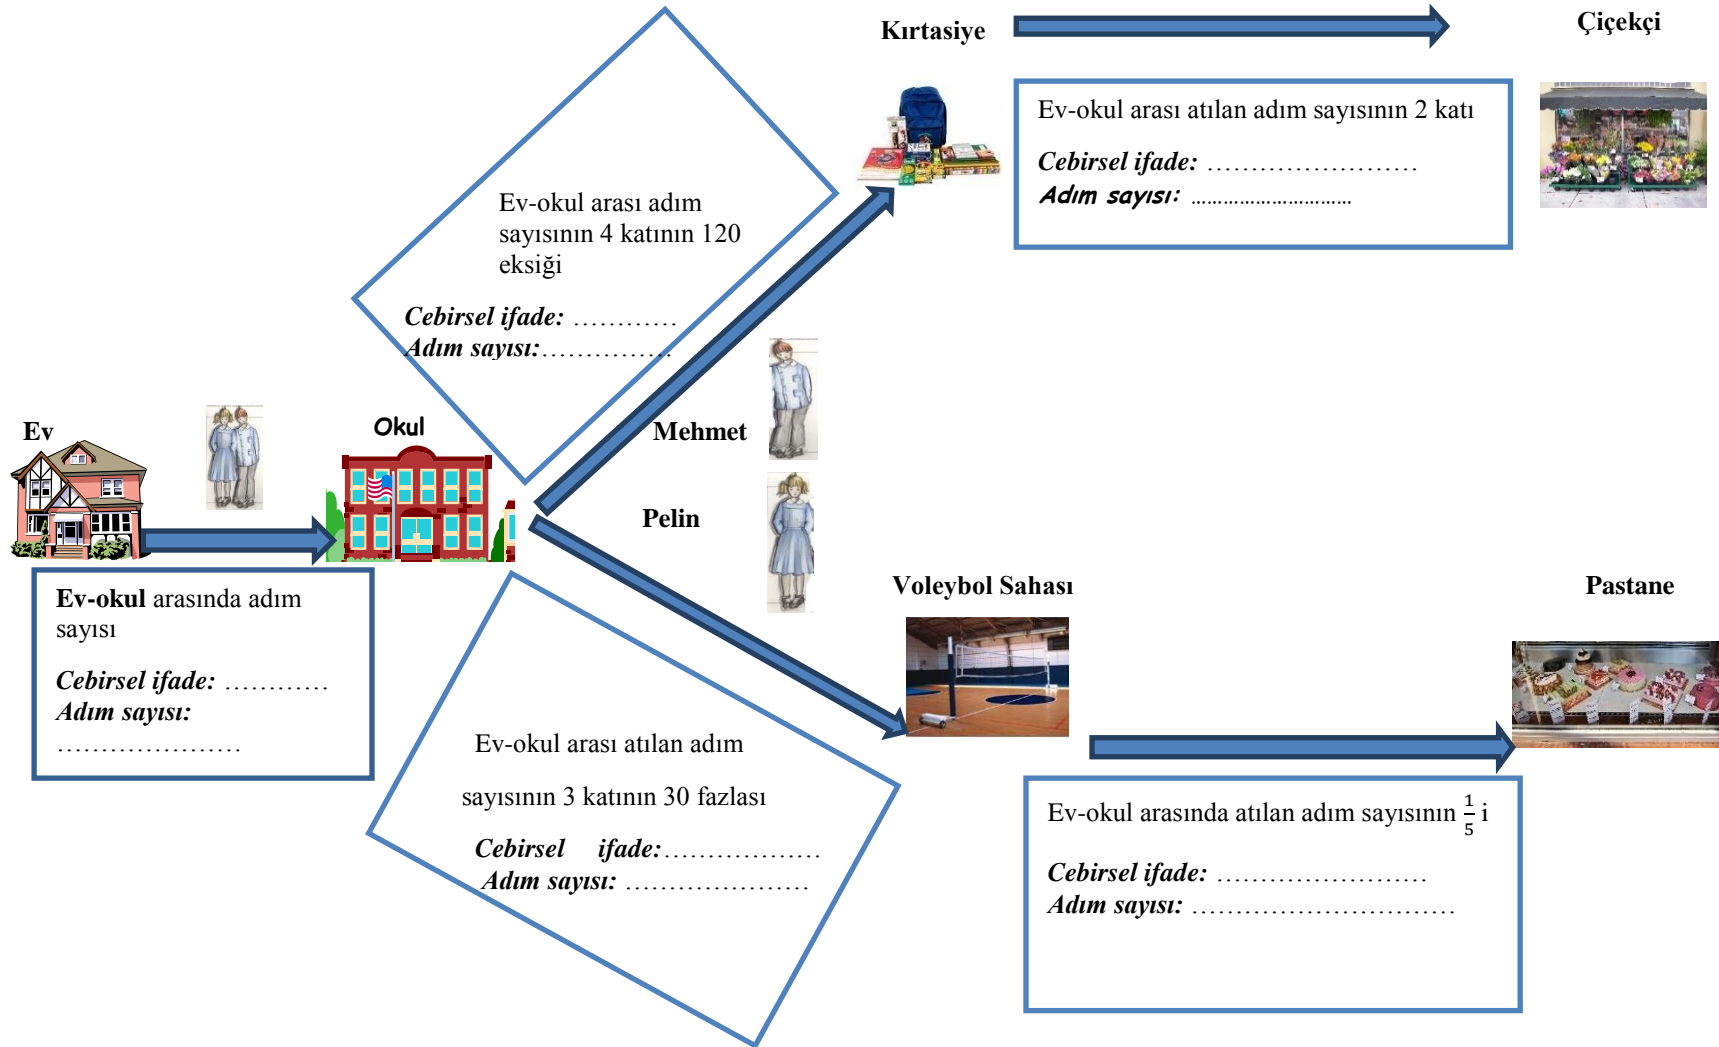 Kırtasiye
Çiçekçi
Ev-okul arası atılan adım sayısının 2 katı
Cebirsel ifade: ……………………
Adım sayısı: …………………………
Ev-okul arası adım
sayısının 4 katının 120
eksiği
Cebirsel ifade: …………
Adım sayısı:……………
Ev
Okul
Mehmet
Pelin
Ev-okul arasında adım
sayısı
Cebirsel ifade: …………
Adım sayısı:
…………………
Voleybol Sahası
Pastane
Ev-okul arası atılan adım
sayısının 3 katının 30 fazlası
Cebirsel ifade:………………
Adım sayısı: …………………
Ev-okul arasında atılan adım sayısının 1/5 i
Cebirsel ifade: ……………………
Adım sayısı: …………………………